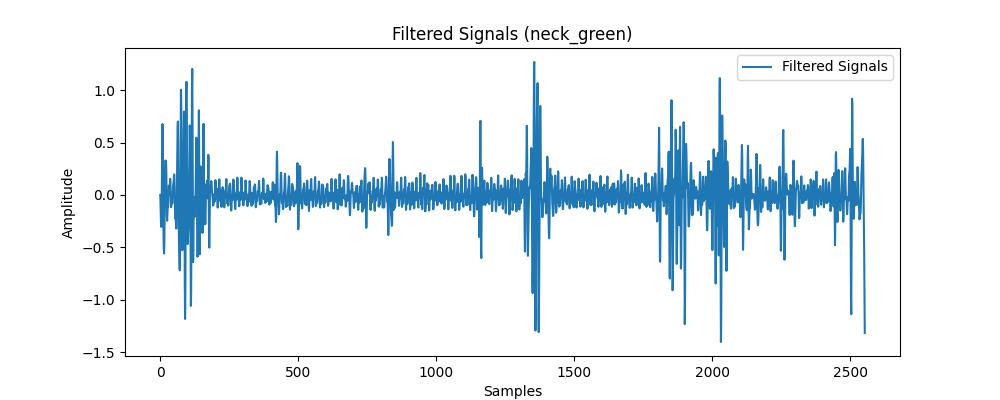 Filtered Signals (neck_green)
Filtered Signals
1.0
0.5
0.0
−0.5
−1.0
−1.5
Amplitude
0 500 1000 1500 2000 2500
Samples